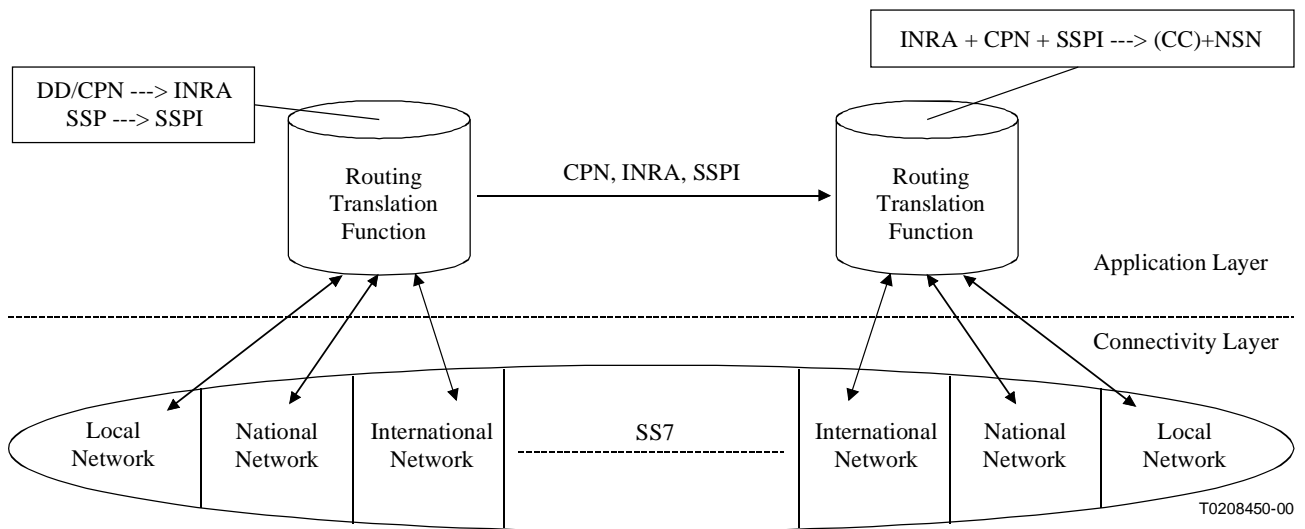 INRA + CPN + SSPI ---> (CC)+NSN
DD/CPN ---> INRA
SSP ---> SSPI
Routing
Translation
Function
CPN, INRA, SSPI
Routing
Translation
Function
Application Layer
Connectivity Layer
Local
Network
National
Network
International
Network
SS7
International
Network
National
Network
Local
Network
T0208450-00